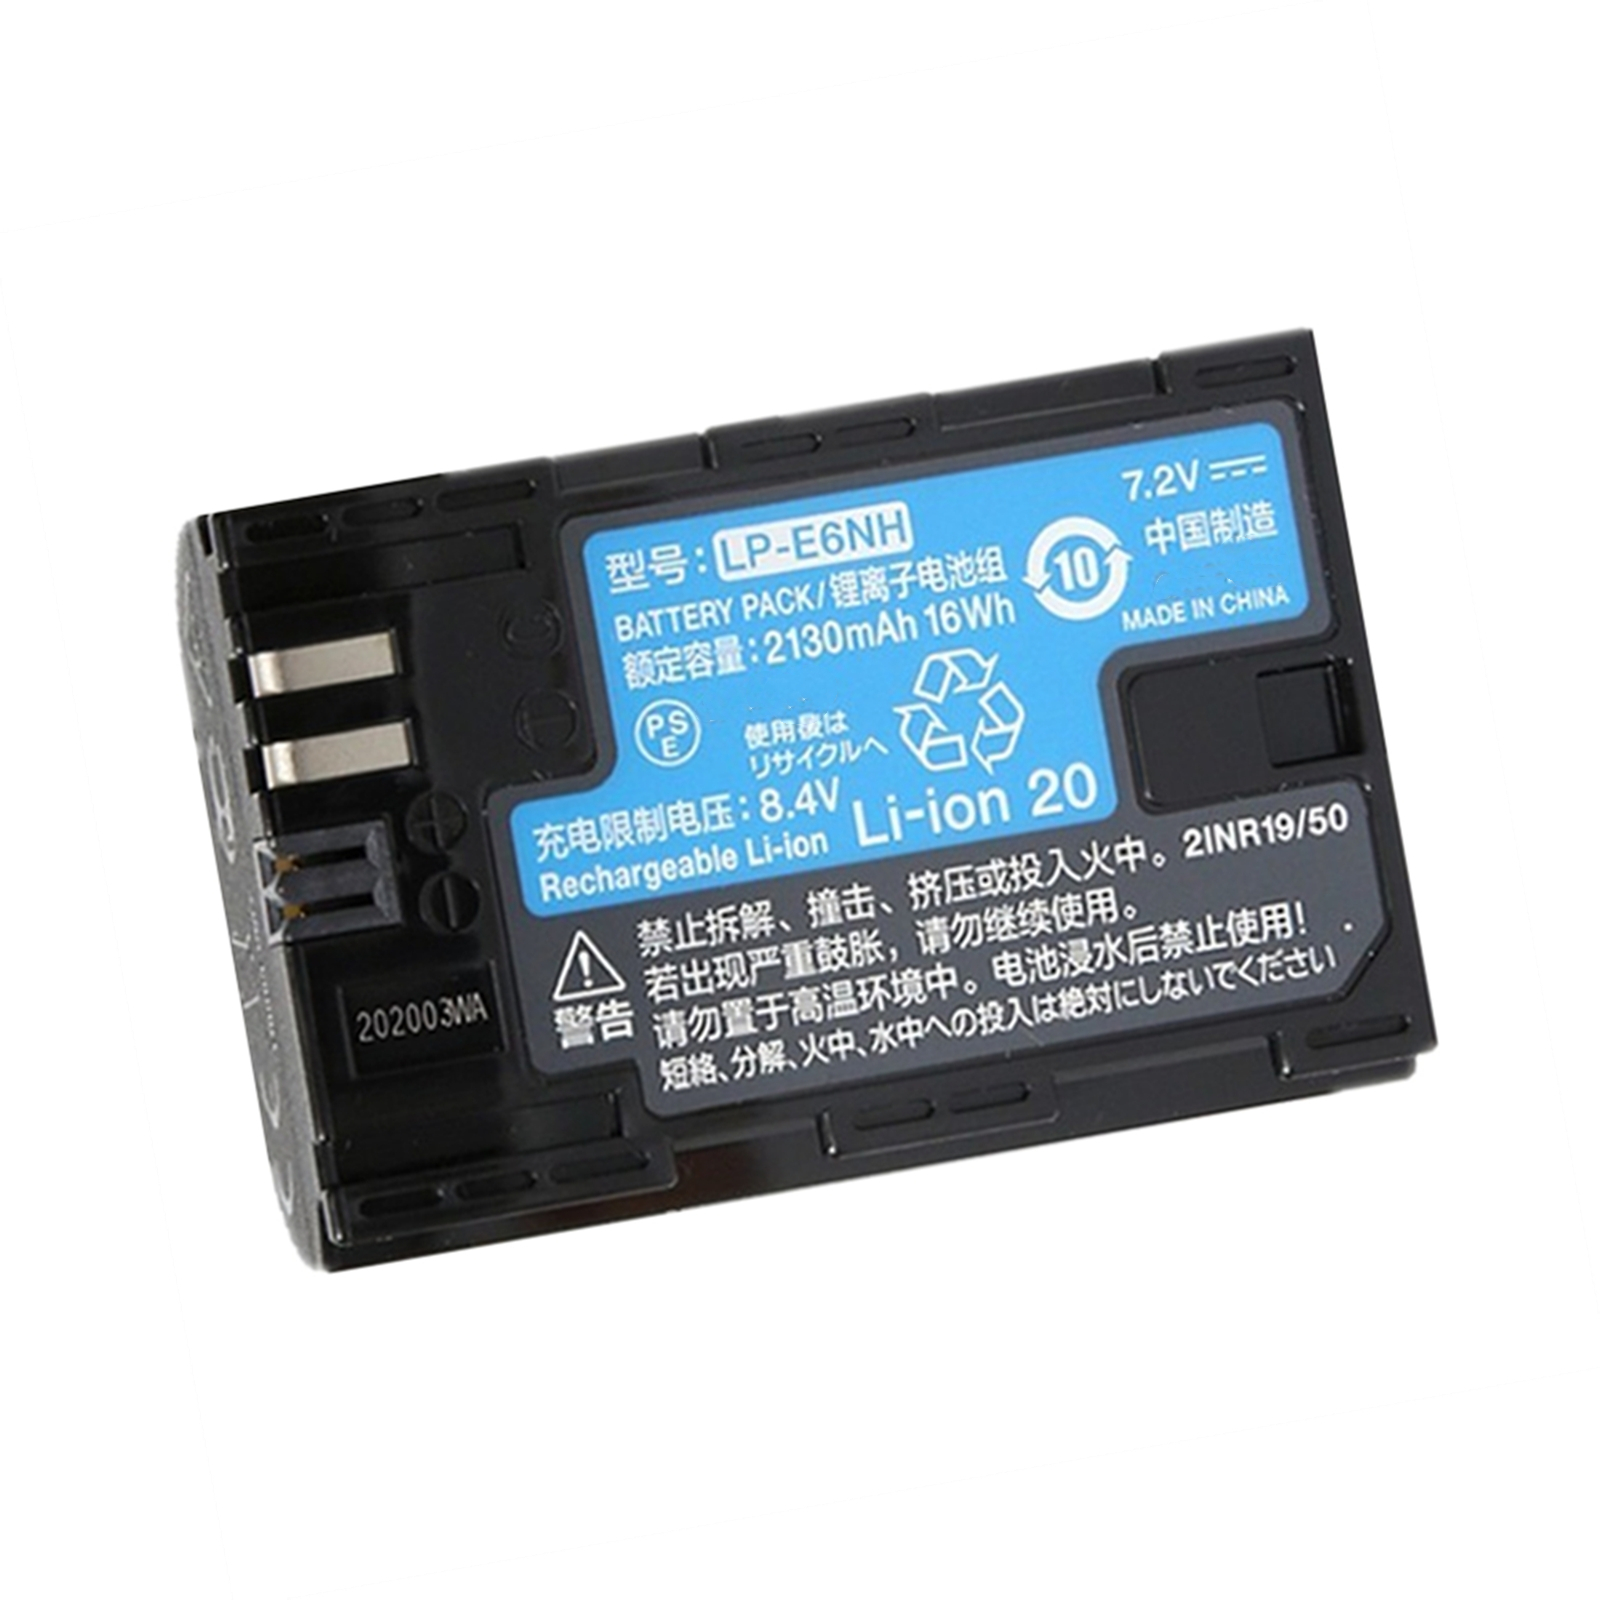 型号：LP-E6NH
7.2V
BATTERY PACK/锂离子电池组
10
中国制造
额定容量：2130mAh 16Wh
MADE IN CHINA
PS
E
使用後は
リサイクルへ
充电限制电压：8.4V
Li-ion 20
Rechargeable Li-ion
警告
禁止拆解、撞击、挤压或投入火中。 2INR19/50
若出现严重鼓胀，请勿继续使用。
请勿置于高温环境中。电池浸水后禁止使用！
短絡、分解、火中、水中への投入は絶対にしないでください
202003WA